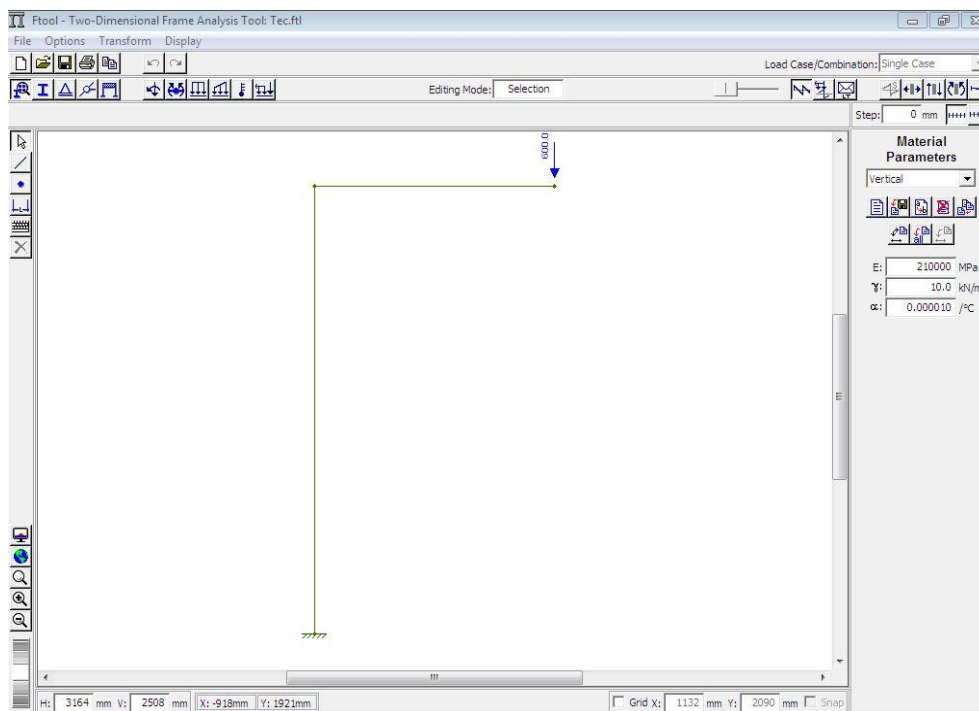 Ftool - Two-Dimensional Frame Analysis Tool: Tec.ftl
File Options Transform Display
Load Case/Combination: Single Case
Editing Mode: Selection
Step: 0 mm
Material
Parameters
Vertical
all
E: 210000 MPa
γ: 10.0 kN/m
α: 0.000010 /°C
600.0
H: 3164 mm V: 2508 mm X: -918mm Y: 1921mm Grid X: 1132 mm Y: 2090 mm Snap